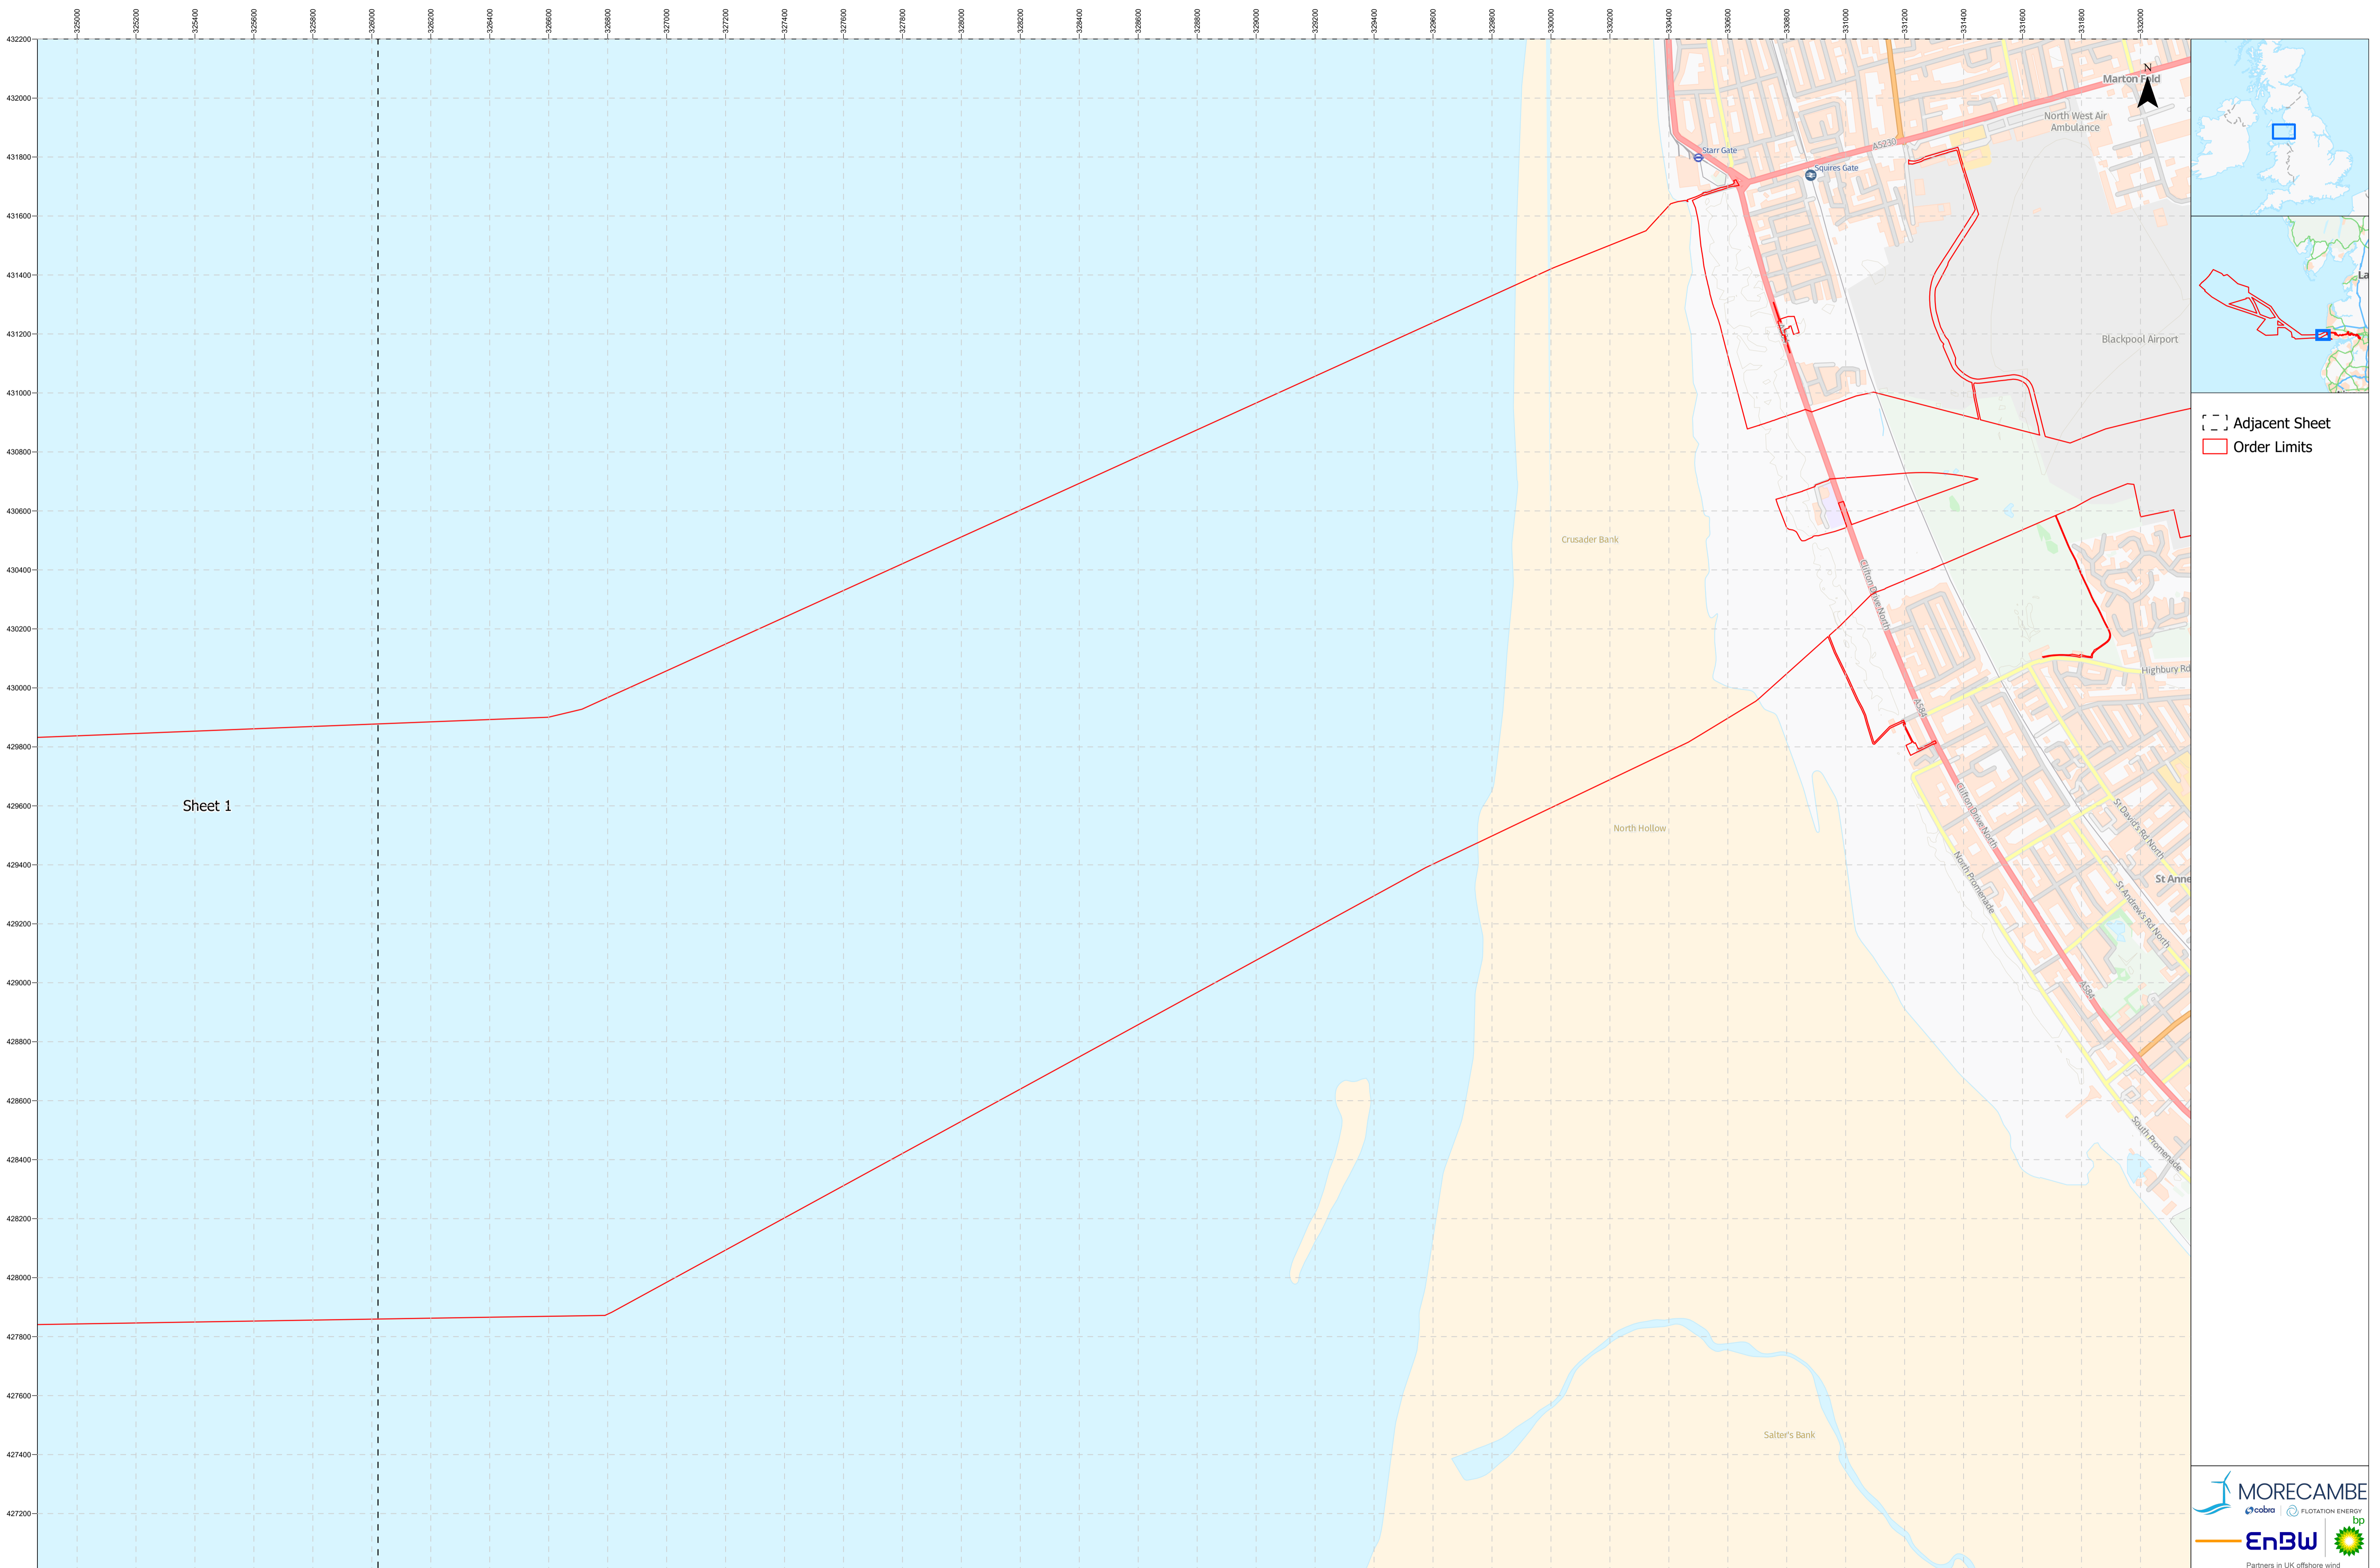 325000 325200 325400 325600 325800 326000 326200 326400 326600 326800 327000 327200 327400 327600 327800 328000 328200 328400 328600 328800 329000 329200 329400 329600 329800 330000 330200 330400 330600 330800 331000 331200 331400 331600 331800 332000
432200
432000
431800
431600
431400
431200
431000
430800
430600
430400
430200
430000
429800
429600
429400
429200
429000
428800
428600
428400
428200
428000
427800
427600
427400
427200
N
Marton Fold
North West Air
Ambulance
A5230
Starr Gate
Squires Gate
Blackpool Airport
Crusader Bank
Clifton Drive North
Highbury Rd
A584
Sheet 1
North Hollow
Clifton Drive North
St David's Rd North
North Promenade
St Anne
St Andrew's Rd North
A584
South Promenade
Salter's Bank
La
Adjacent Sheet
Order Limits
MORECAMBE
cobra
FLOTATION ENERGY
EnBW
bp
Partners in UK offshore wind